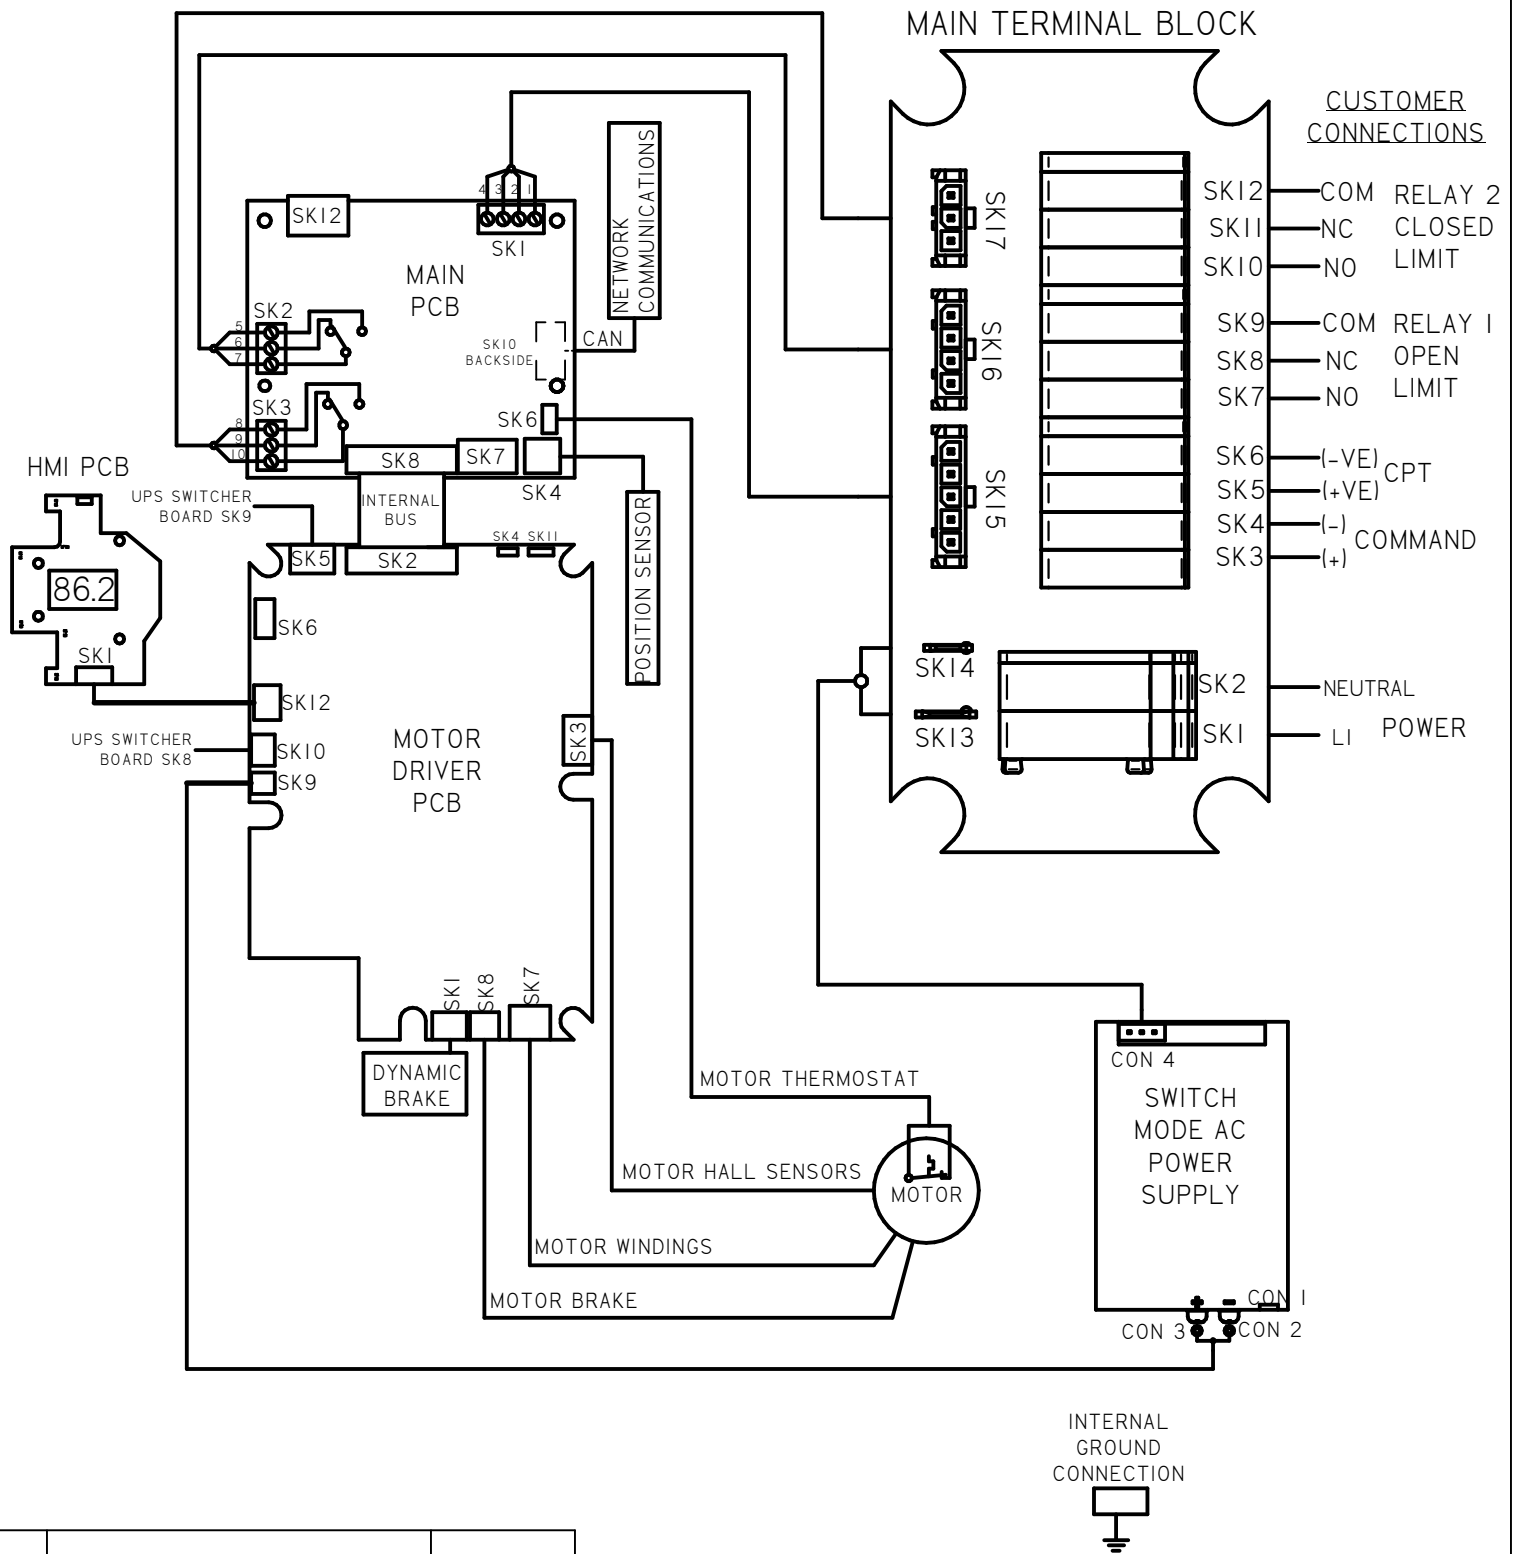 MAIN TERMINAL BLOCK
CUSTOMER
CONNECTIONS
SK12
4 3 2 1
SK1
MAIN
PCB
NETWORK
COMMUNICATIONS
SK2
5
6
7
SK10
BACKSIDE
CAN
SK3
8
9
10
SK6
SK8
SK7
SK4
SK17
SK16
SK15
SK12
COM
RELAY 2
SK11
NC
CLOSED
SK10
NO
LIMIT
SK9
COM
RELAY 1
SK8
NC
OPEN
SK7
NO
LIMIT
SK6
(-VE)
CPT
SK5
(+VE)
SK4
(-)
COMMAND
SK3
(+)
SK14
SK13
SK2
NEUTRAL
SK1
L1
POWER
HMI PCB
86.2
SK1
UPS SWITCHER
BOARD SK9
INTERNAL
BUS
SK5
SK2
SK4 SK11
POSITION SENSOR
SK6
SK12
UPS SWITCHER
BOARD SK8
SK10
SK9
MOTOR
DRIVER
PCB
SK3
SK1
SK8
SK7
DYNAMIC
BRAKE
MOTOR THERMOSTAT
MOTOR HALL SENSORS
MOTOR
MOTOR WINDINGS
MOTOR BRAKE
CON 4
SWITCH
MODE AC
POWER
SUPPLY
+
-
CON 1
CON 3
CON 2
INTERNAL
GROUND
CONNECTION